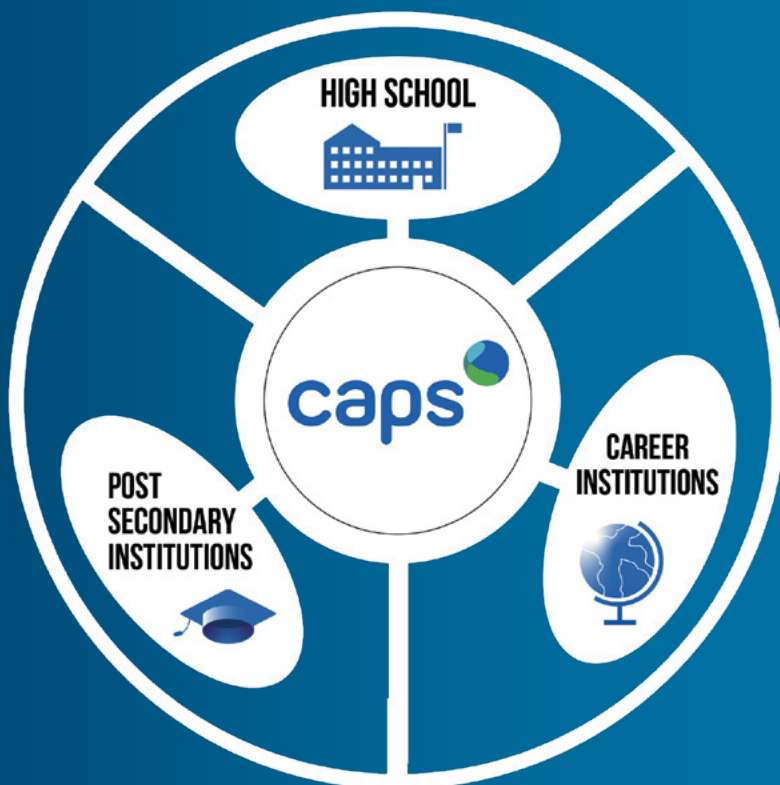 HIGH SCHOOL
caps
POST
SECONDARY
INSTITUTIONS
CAREER
INSTITUTIONS